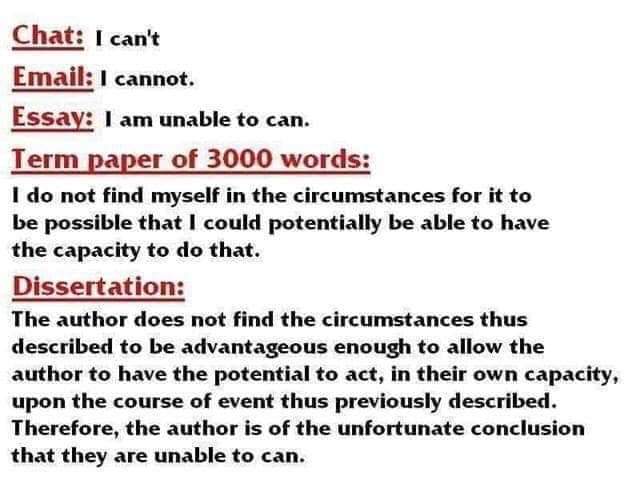 Chat: I can't
Email: I cannot.
Essay: I am unable to can.
Term paper of 3000 words:
I do not find myself in the circumstances for it to
be possible that I could potentially be able to have
the capacity to do that.
Dissertation:
The author does not find the circumstances thus
described to be advantageous enough to allow the
author to have the potential to act, in their own capacity,
upon the course of event thus previously described.
Therefore, the author is of the unfortunate conclusion
that they are unable to can.